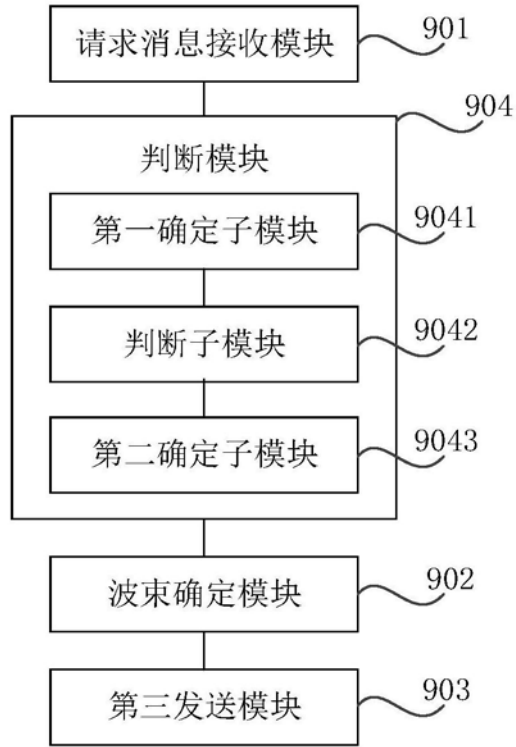 请求消息接收模块
901
904
判断模块
第一确定子模块
9041
判断子模块
9042
第二确定子模块
9043
波束确定模块
902
第三发送模块
903